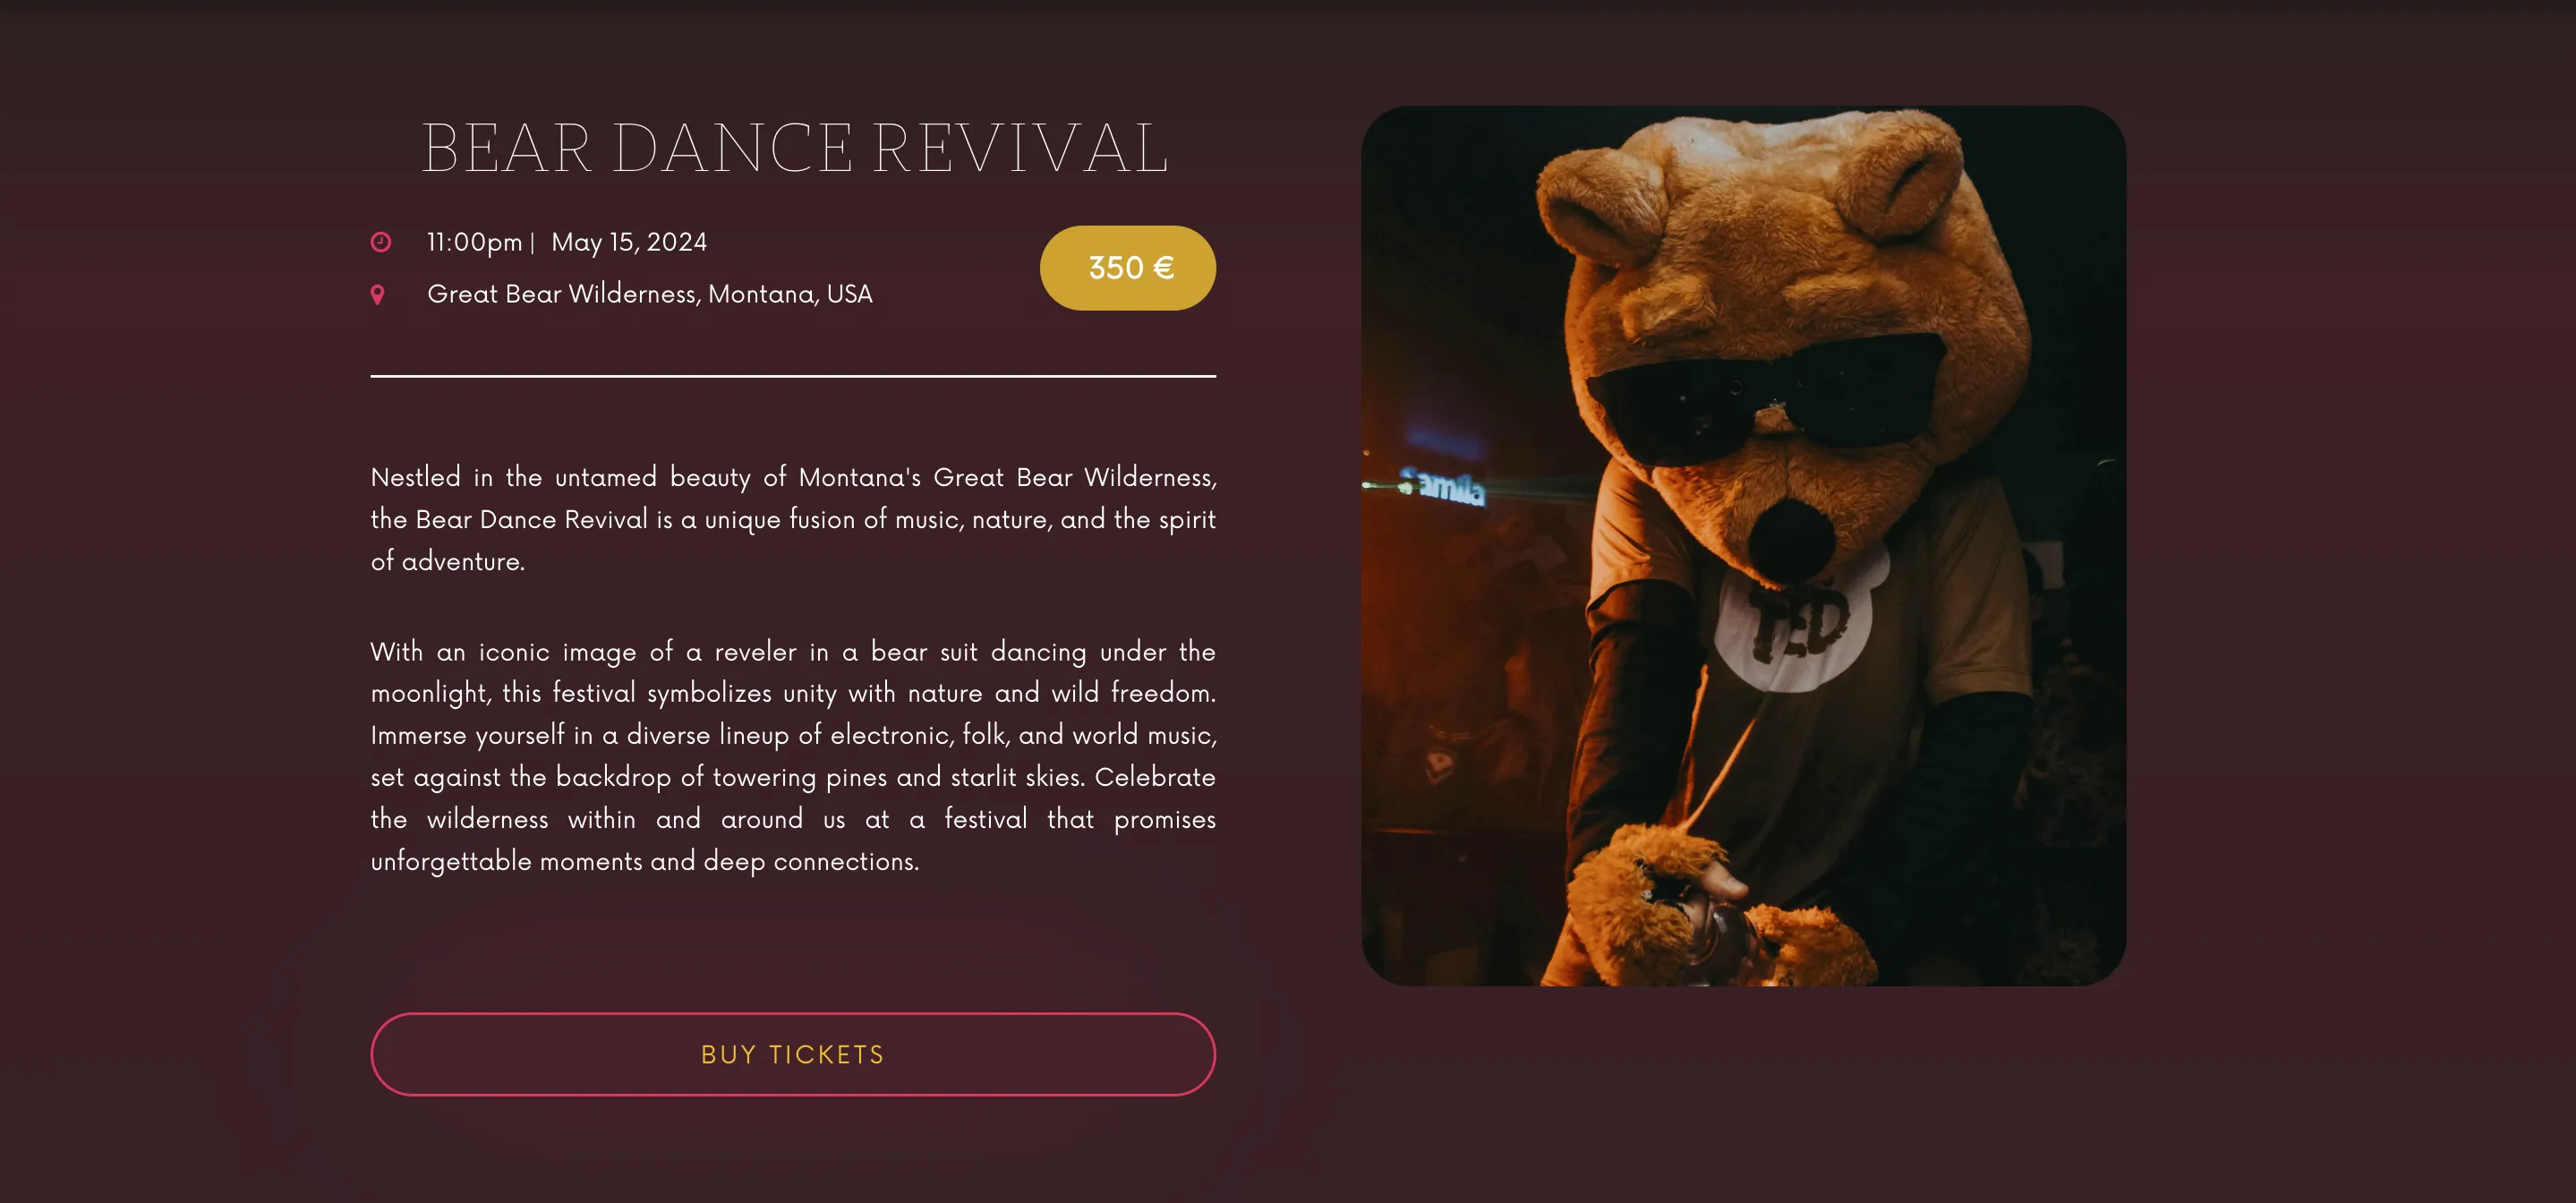 BEAR DANCE REVIVAL
11:00pm | May 15, 2024
350 €
Great Bear Wilderness, Montana, USA
Nestled in the untamed beauty of Montana's Great Bear Wilderness,
the Bear Dance Revival is a unique fusion of music, nature, and the spirit
of adventure.
With an iconic image of a reveler in a bear suit dancing under the
moonlight, this festival symbolizes unity with nature and wild freedom.
Immerse yourself in a diverse lineup of electronic, folk, and world music,
set against the backdrop of towering pines and starlit skies. Celebrate
the wilderness within and around us at a festival that promises
unforgettable moments and deep connections.
BUY TICKETS
TED